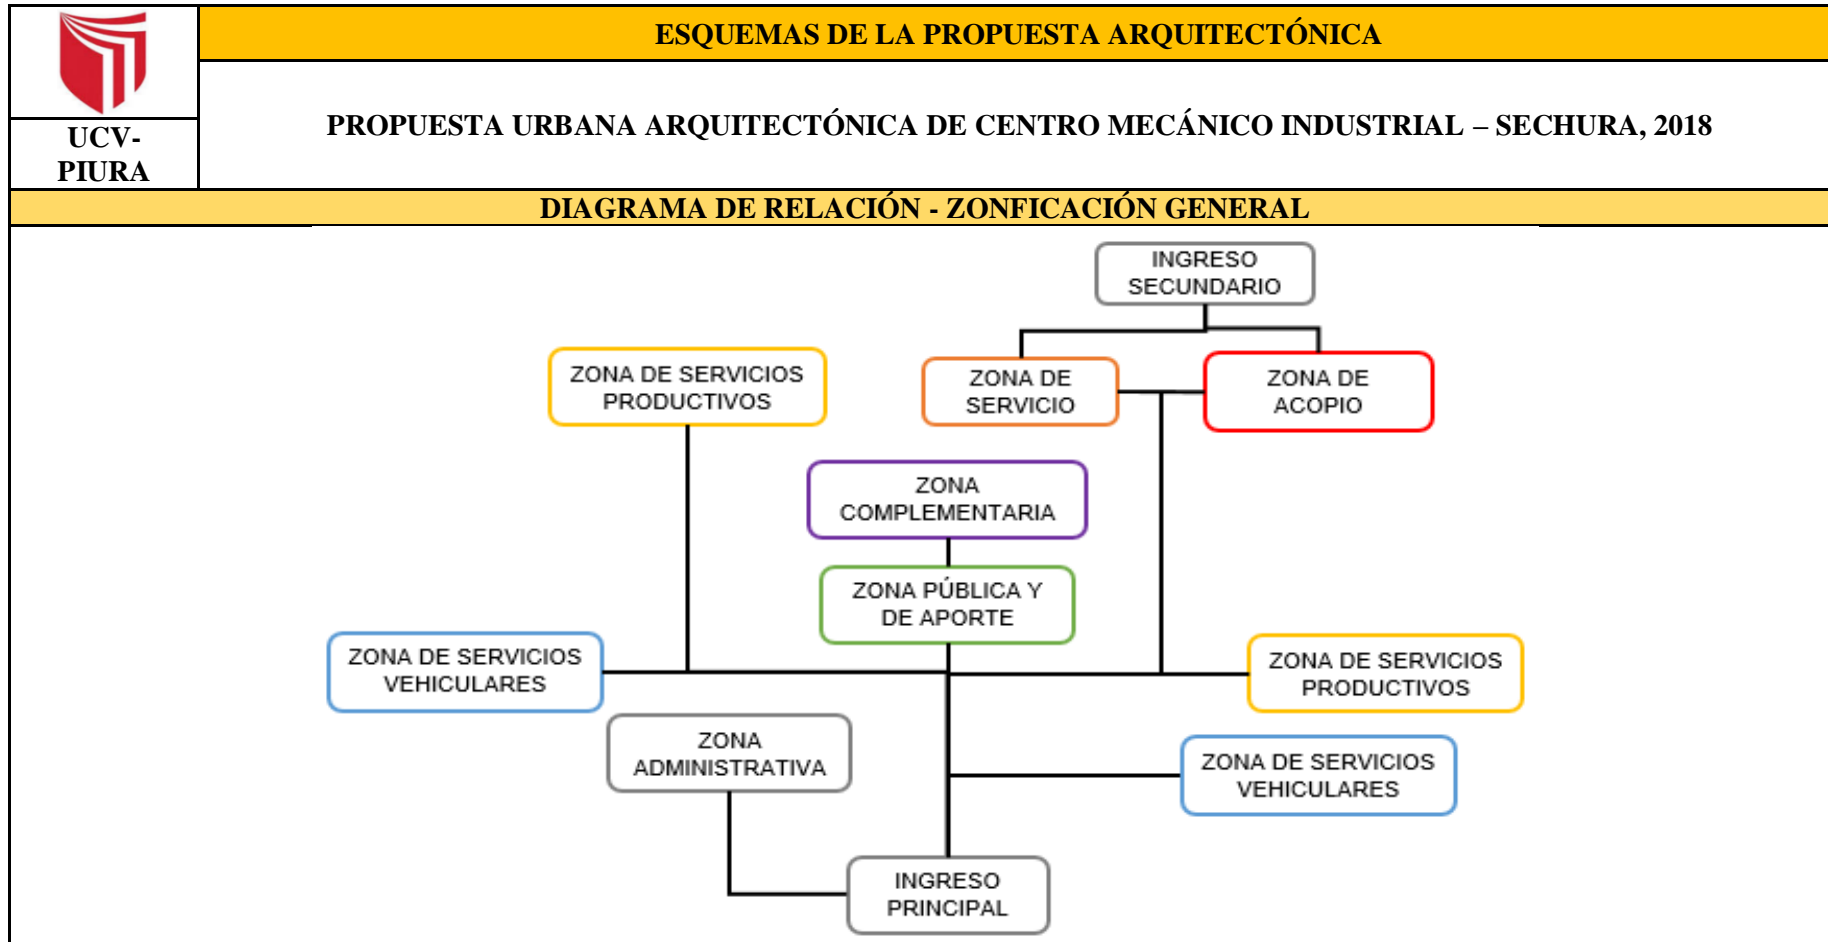 ESQUEMAS DE LA PROPUESTA ARQUITECTÓNICA
UCV-
PIURA
PROPUESTA URBANA ARQUITECTÓNICA DE CENTRO MECÁNICO INDUSTRIAL – SECHURA, 2018
DIAGRAMA DE RELACIÓN - ZONFICACIÓN GENERAL
INGRESO
SECUNDARIO
ZONA DE SERVICIOS
PRODUCTIVOS
ZONA DE
SERVICIO
ZONA DE
ACOPIO
ZONA
COMPLEMENTARIA
ZONA PÚBLICA Y
DE APORTE
ZONA DE SERVICIOS
VEHICULARES
ZONA DE SERVICIOS
PRODUCTIVOS
ZONA
ADMINISTRATIVA
ZONA DE SERVICIOS
VEHICULARES
INGRESO
PRINCIPAL